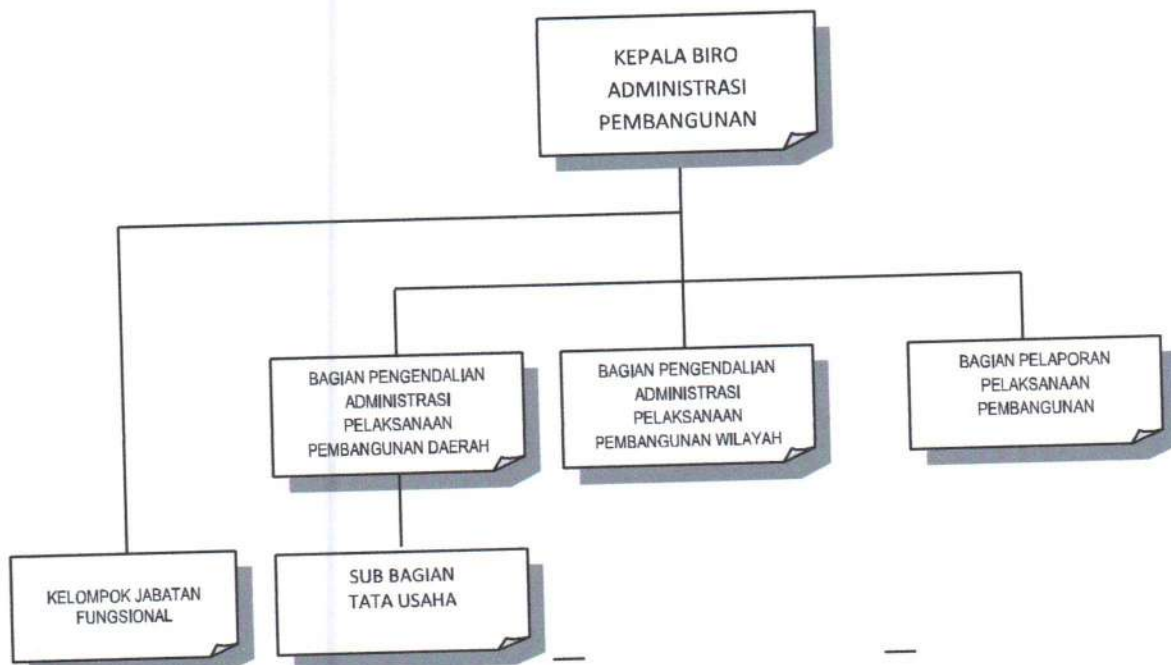 KEPALA BIRO
ADMINISTRASI
PEMBANGUNAN
BAGIAN PENGENDALIAN
ADMINISTRASI
PELAKSANAAN
PEMBANGUNAN DAERAH
BAGIAN PENGENDALIAN
ADMINISTRASI
PELAKSANAAN
PEMBANGUNAN WILAYAH
BAGIAN PELAPORAN
PELAKSANAAN
PEMBANGUNAN
KELOMPOK JABATAN
FUNGSIONAL
SUB BAGIAN
TATA USAHA